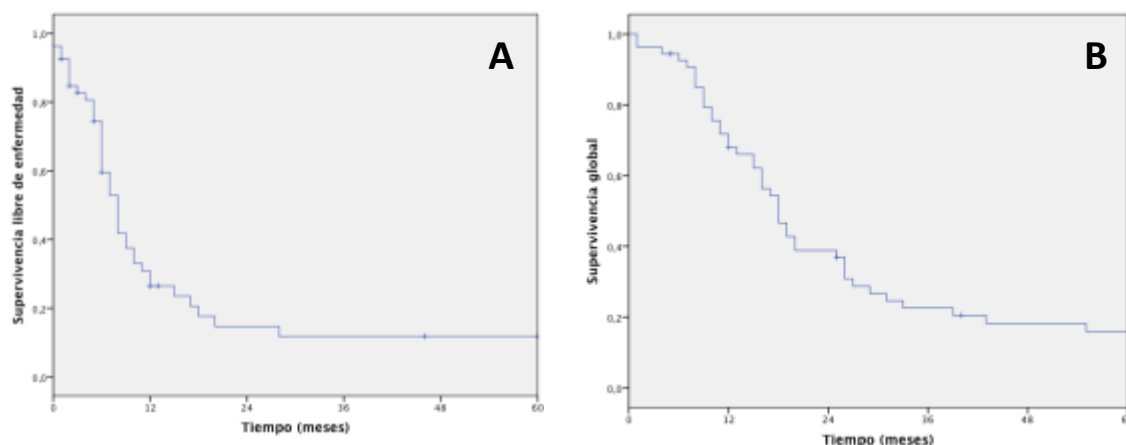 A
Supervivencia libre de enfermedad
1,0
0,8
0,6
0,4
0,2
0,0
0 12 24 36 48 60
Tiempo (meses)
B
Supervivencia global
1,0
0,8
0,6
0,4
0,2
0,0
0 12 24 36 48 6
Tiempo (meses)